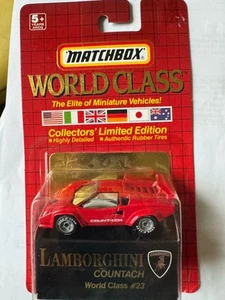 5+
MATCHBOX
WORLD CLASS
The Elite of Miniature Vehicles!
Collectors' Limited Edition
Highly Detailed Authentic Rubber Tires
COUNTACH
LAMBORGHINI
COUNTACH
World Class #23